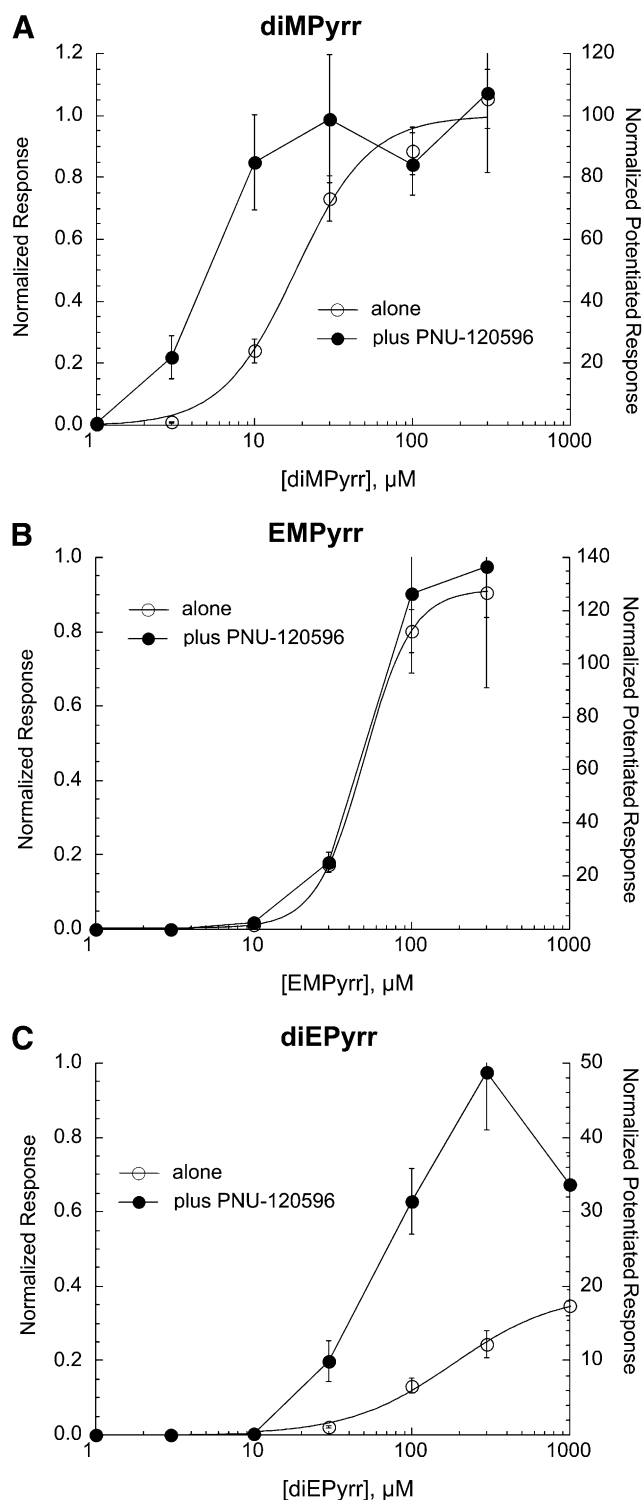 A
diMPyrr
1.2
1.0
0.8
0.6
0.4
0.2
0.0
120
100
80
60
40
20
Normalized Response
Normalized Potentiated Response
alone
plus PNU-120596
1
10
100
1000
[diMPyrr], µM
B
EMPyrr
1.0
0.8
0.6
0.4
0.2
0.0
140
120
100
80
60
40
20
Normalized Response
Normalized Potentiated Response
alone
plus PNU-120596
1
10
100
1000
[EMPyrr], µM
C
diEPyrr
1.0
0.8
0.6
0.4
0.2
0.0
50
40
30
20
10
Normalized Response
Normalized Potentiated Response
alone
plus PNU-120596
1
10
100
1000
[diEPyrr], µM